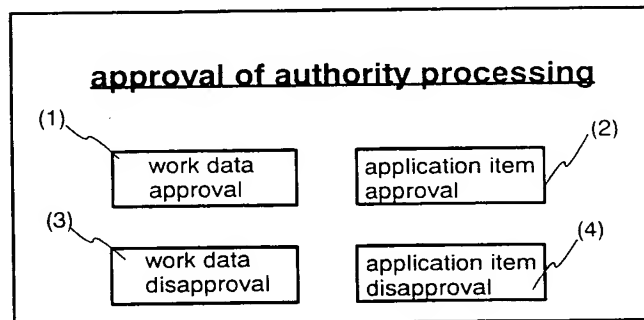 approval of authority processing
(1)
work data
approval
(2)
application item
approval
(3)
work data
disapproval
(4)
application item
disapproval